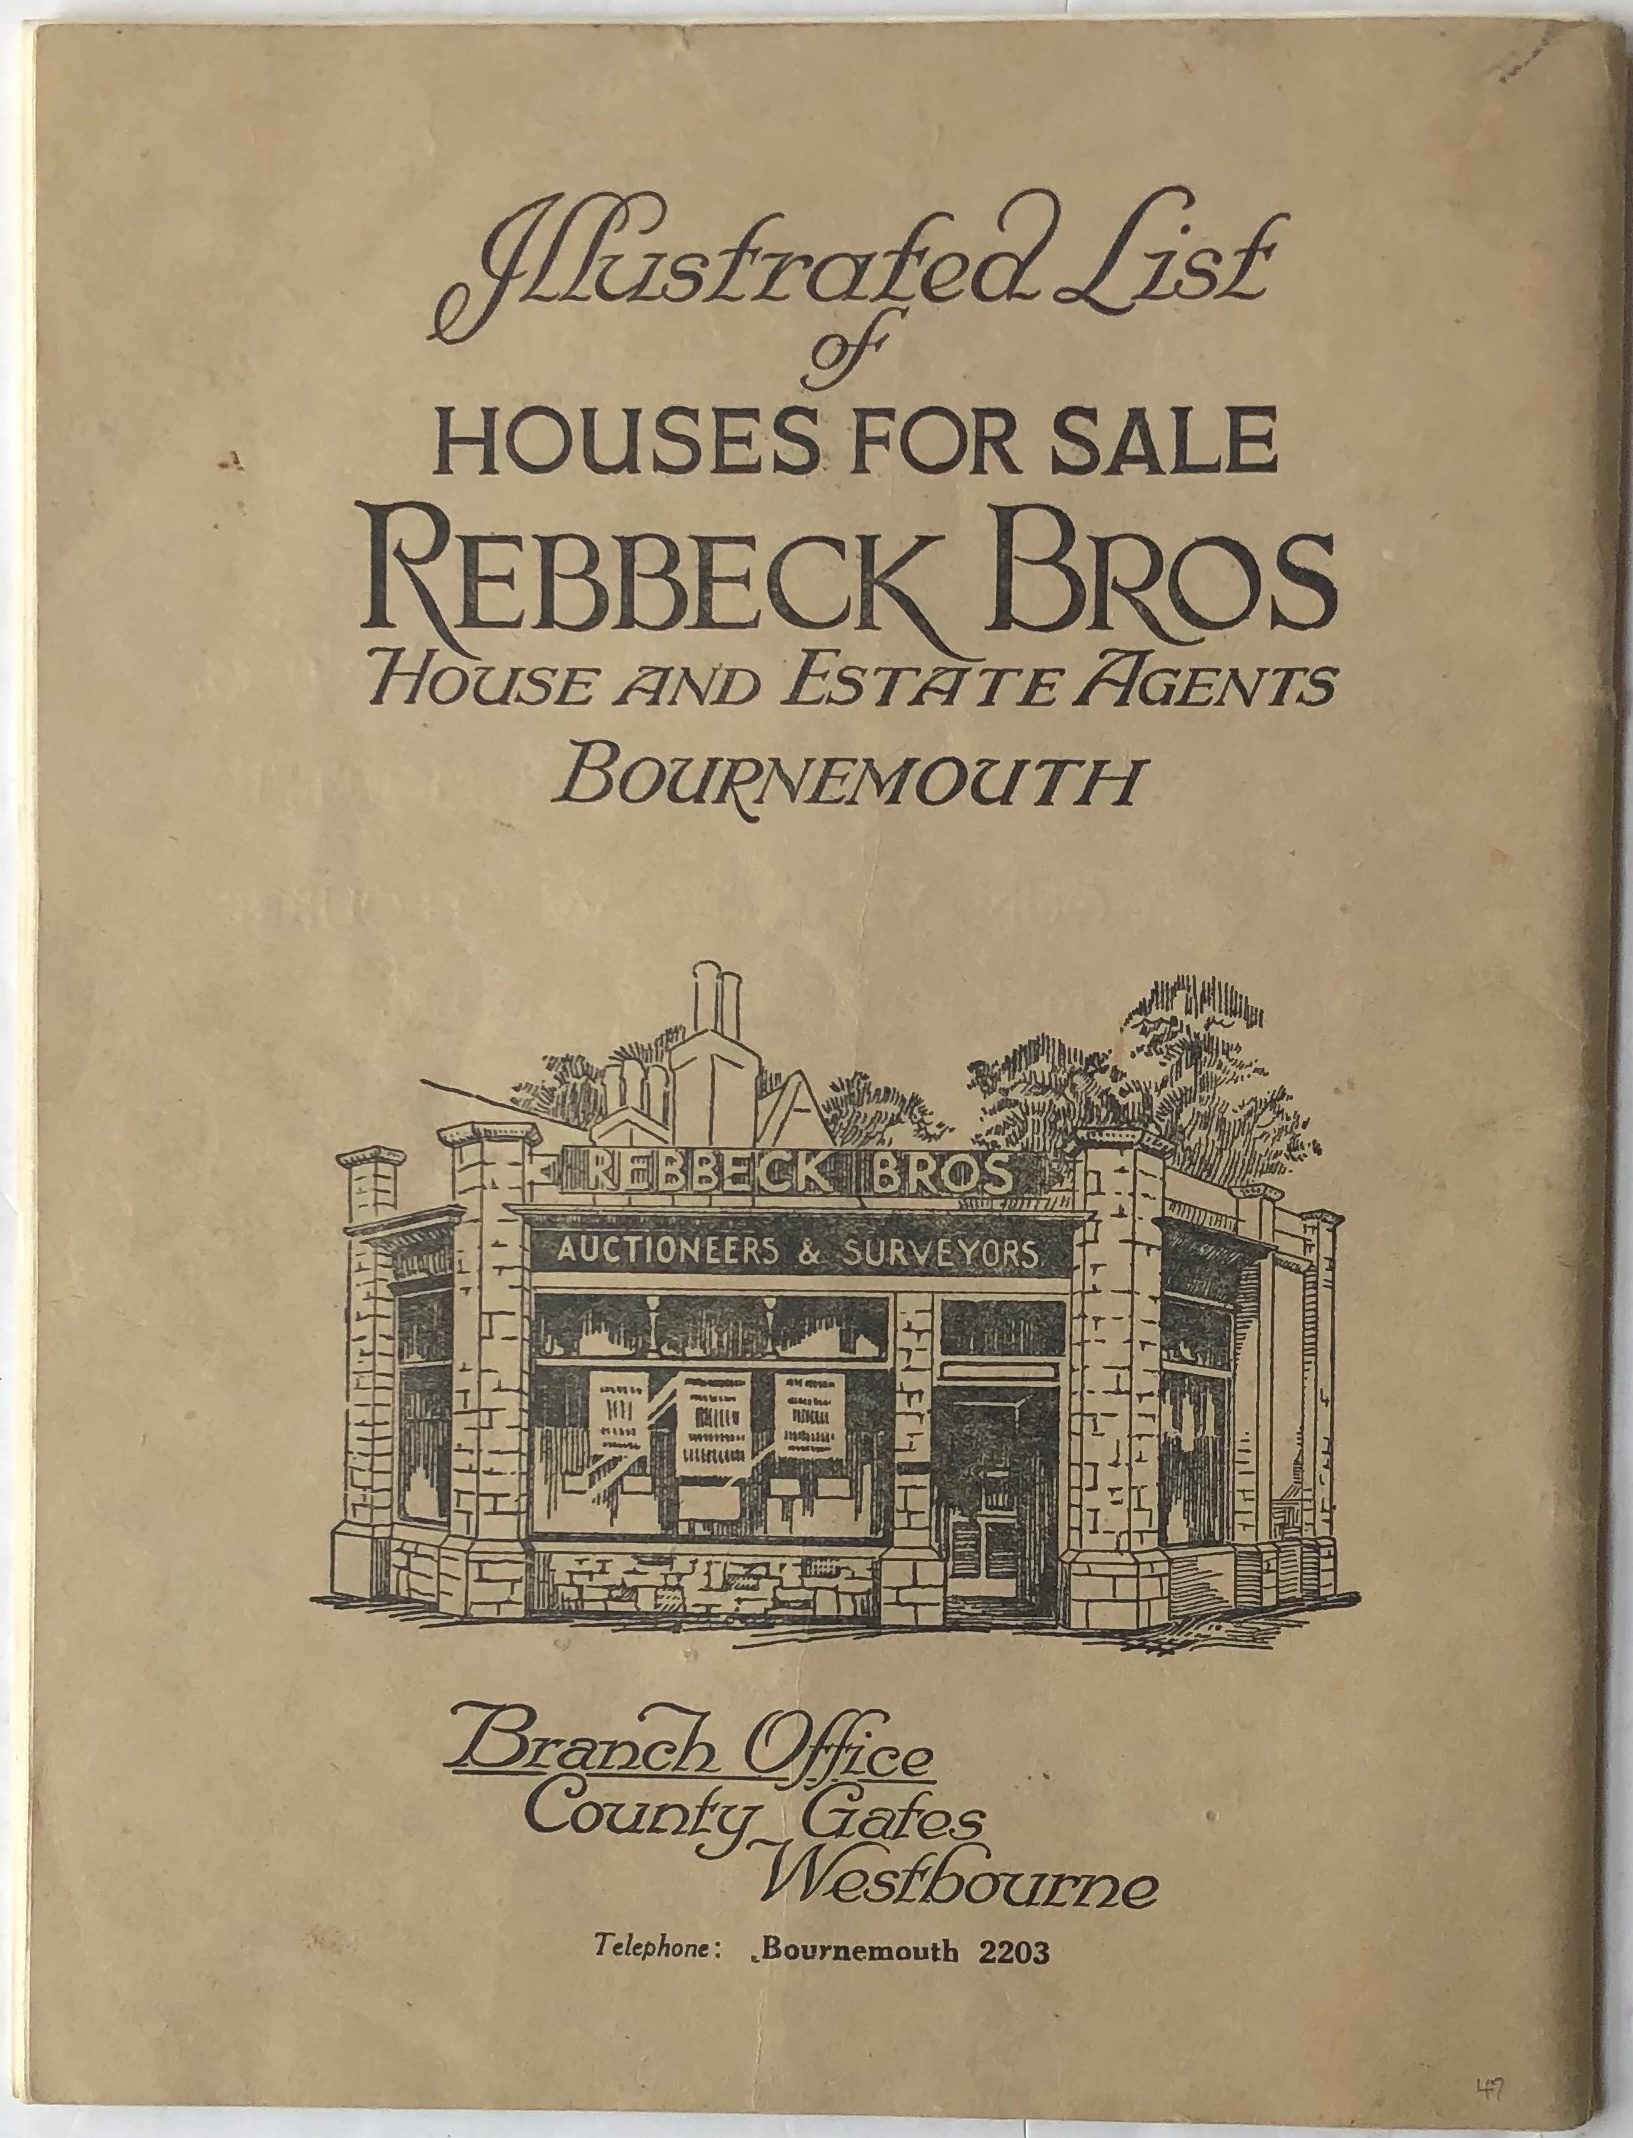 Illustrated List
of
HOUSES FOR SALE
REBBECK BROS
HOUSE AND ESTATE AGENTS
BOURNEMOUTH
REBBECK BROS
AUCTIONEERS & SURVEYORS.
Branch Office
County Gates
Westbourne
Telephone: Bournemouth 2203
47